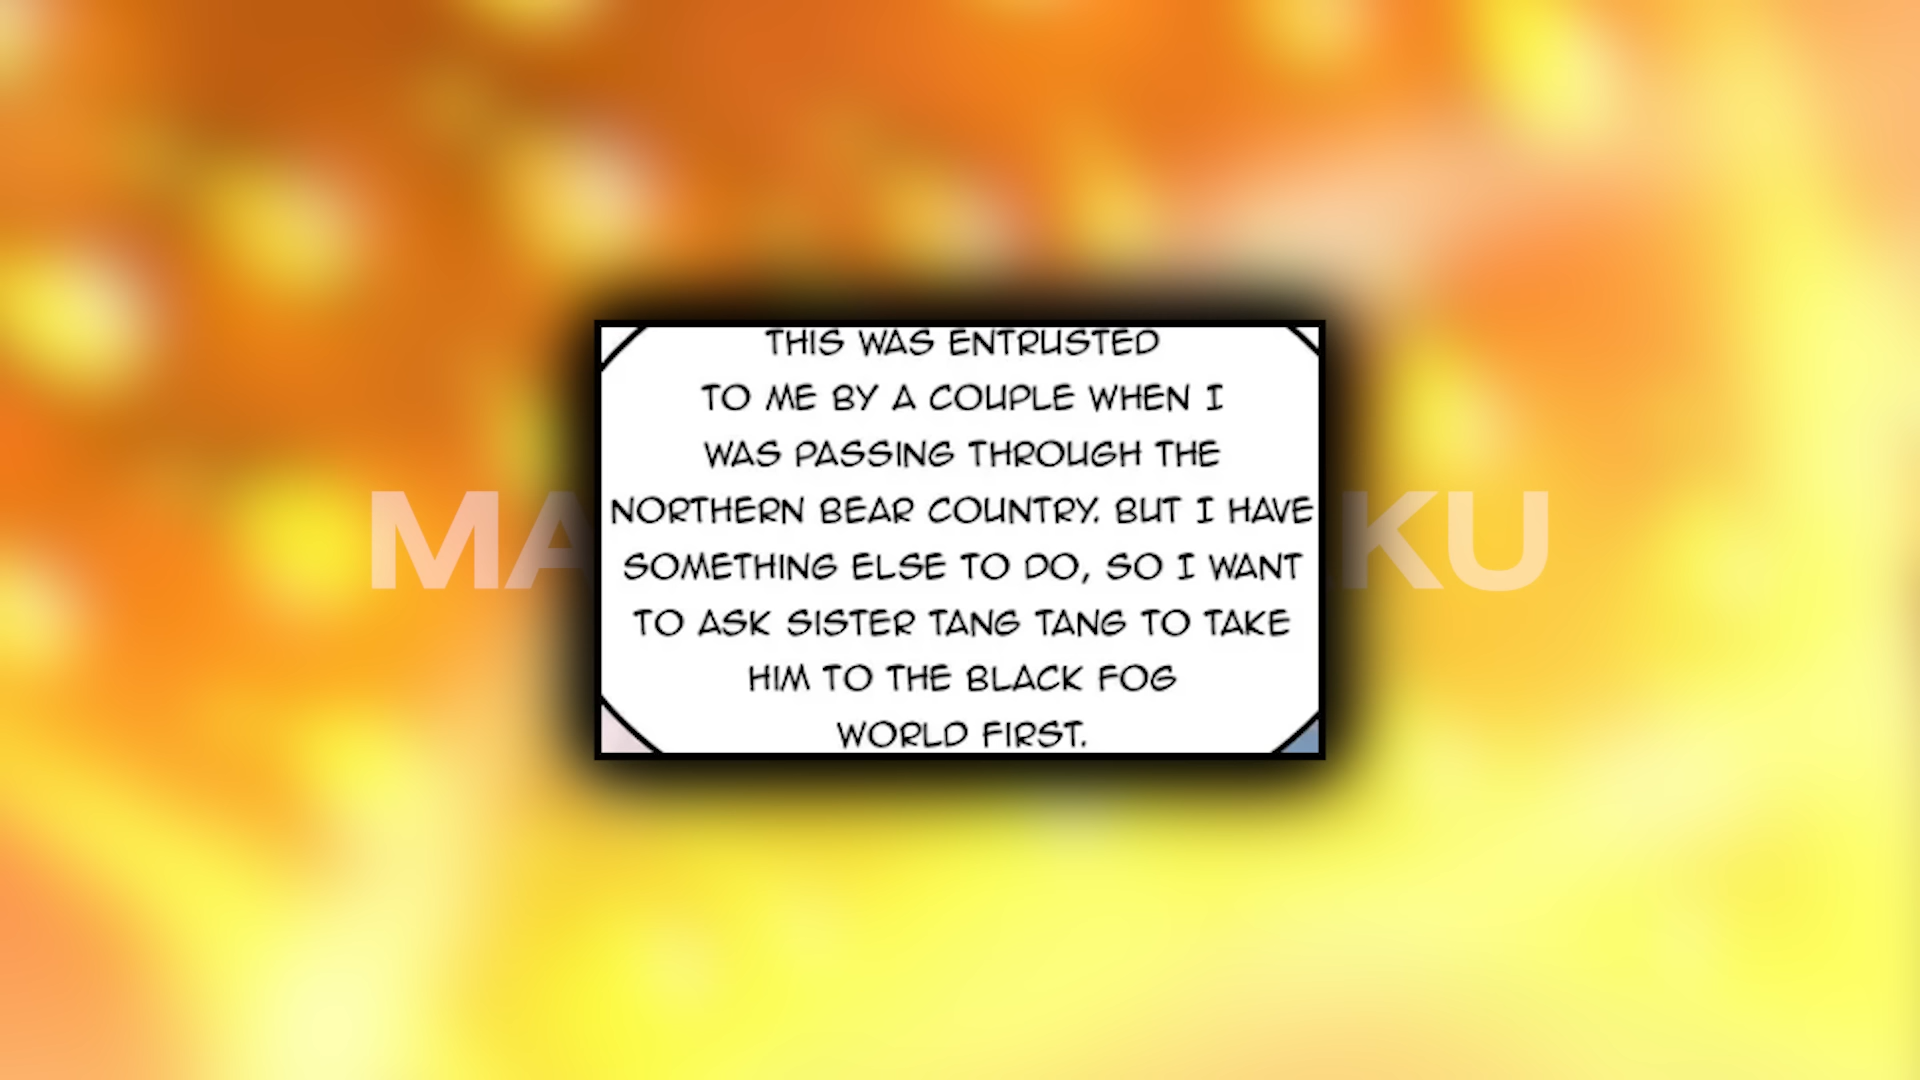 THIS WAS ENTRUSTED
TO ME BY A COUPLE WHEN I
WAS PASSING THROUGH THE
NORTHERN BEAR COUNTRY. BUT I HAVE
SOMETHING ELSE TO DO, SO I WANT
TO ASK SISTER TANG TANG TO TAKE
HIM TO THE BLACK FOG
WORLD FIRST.